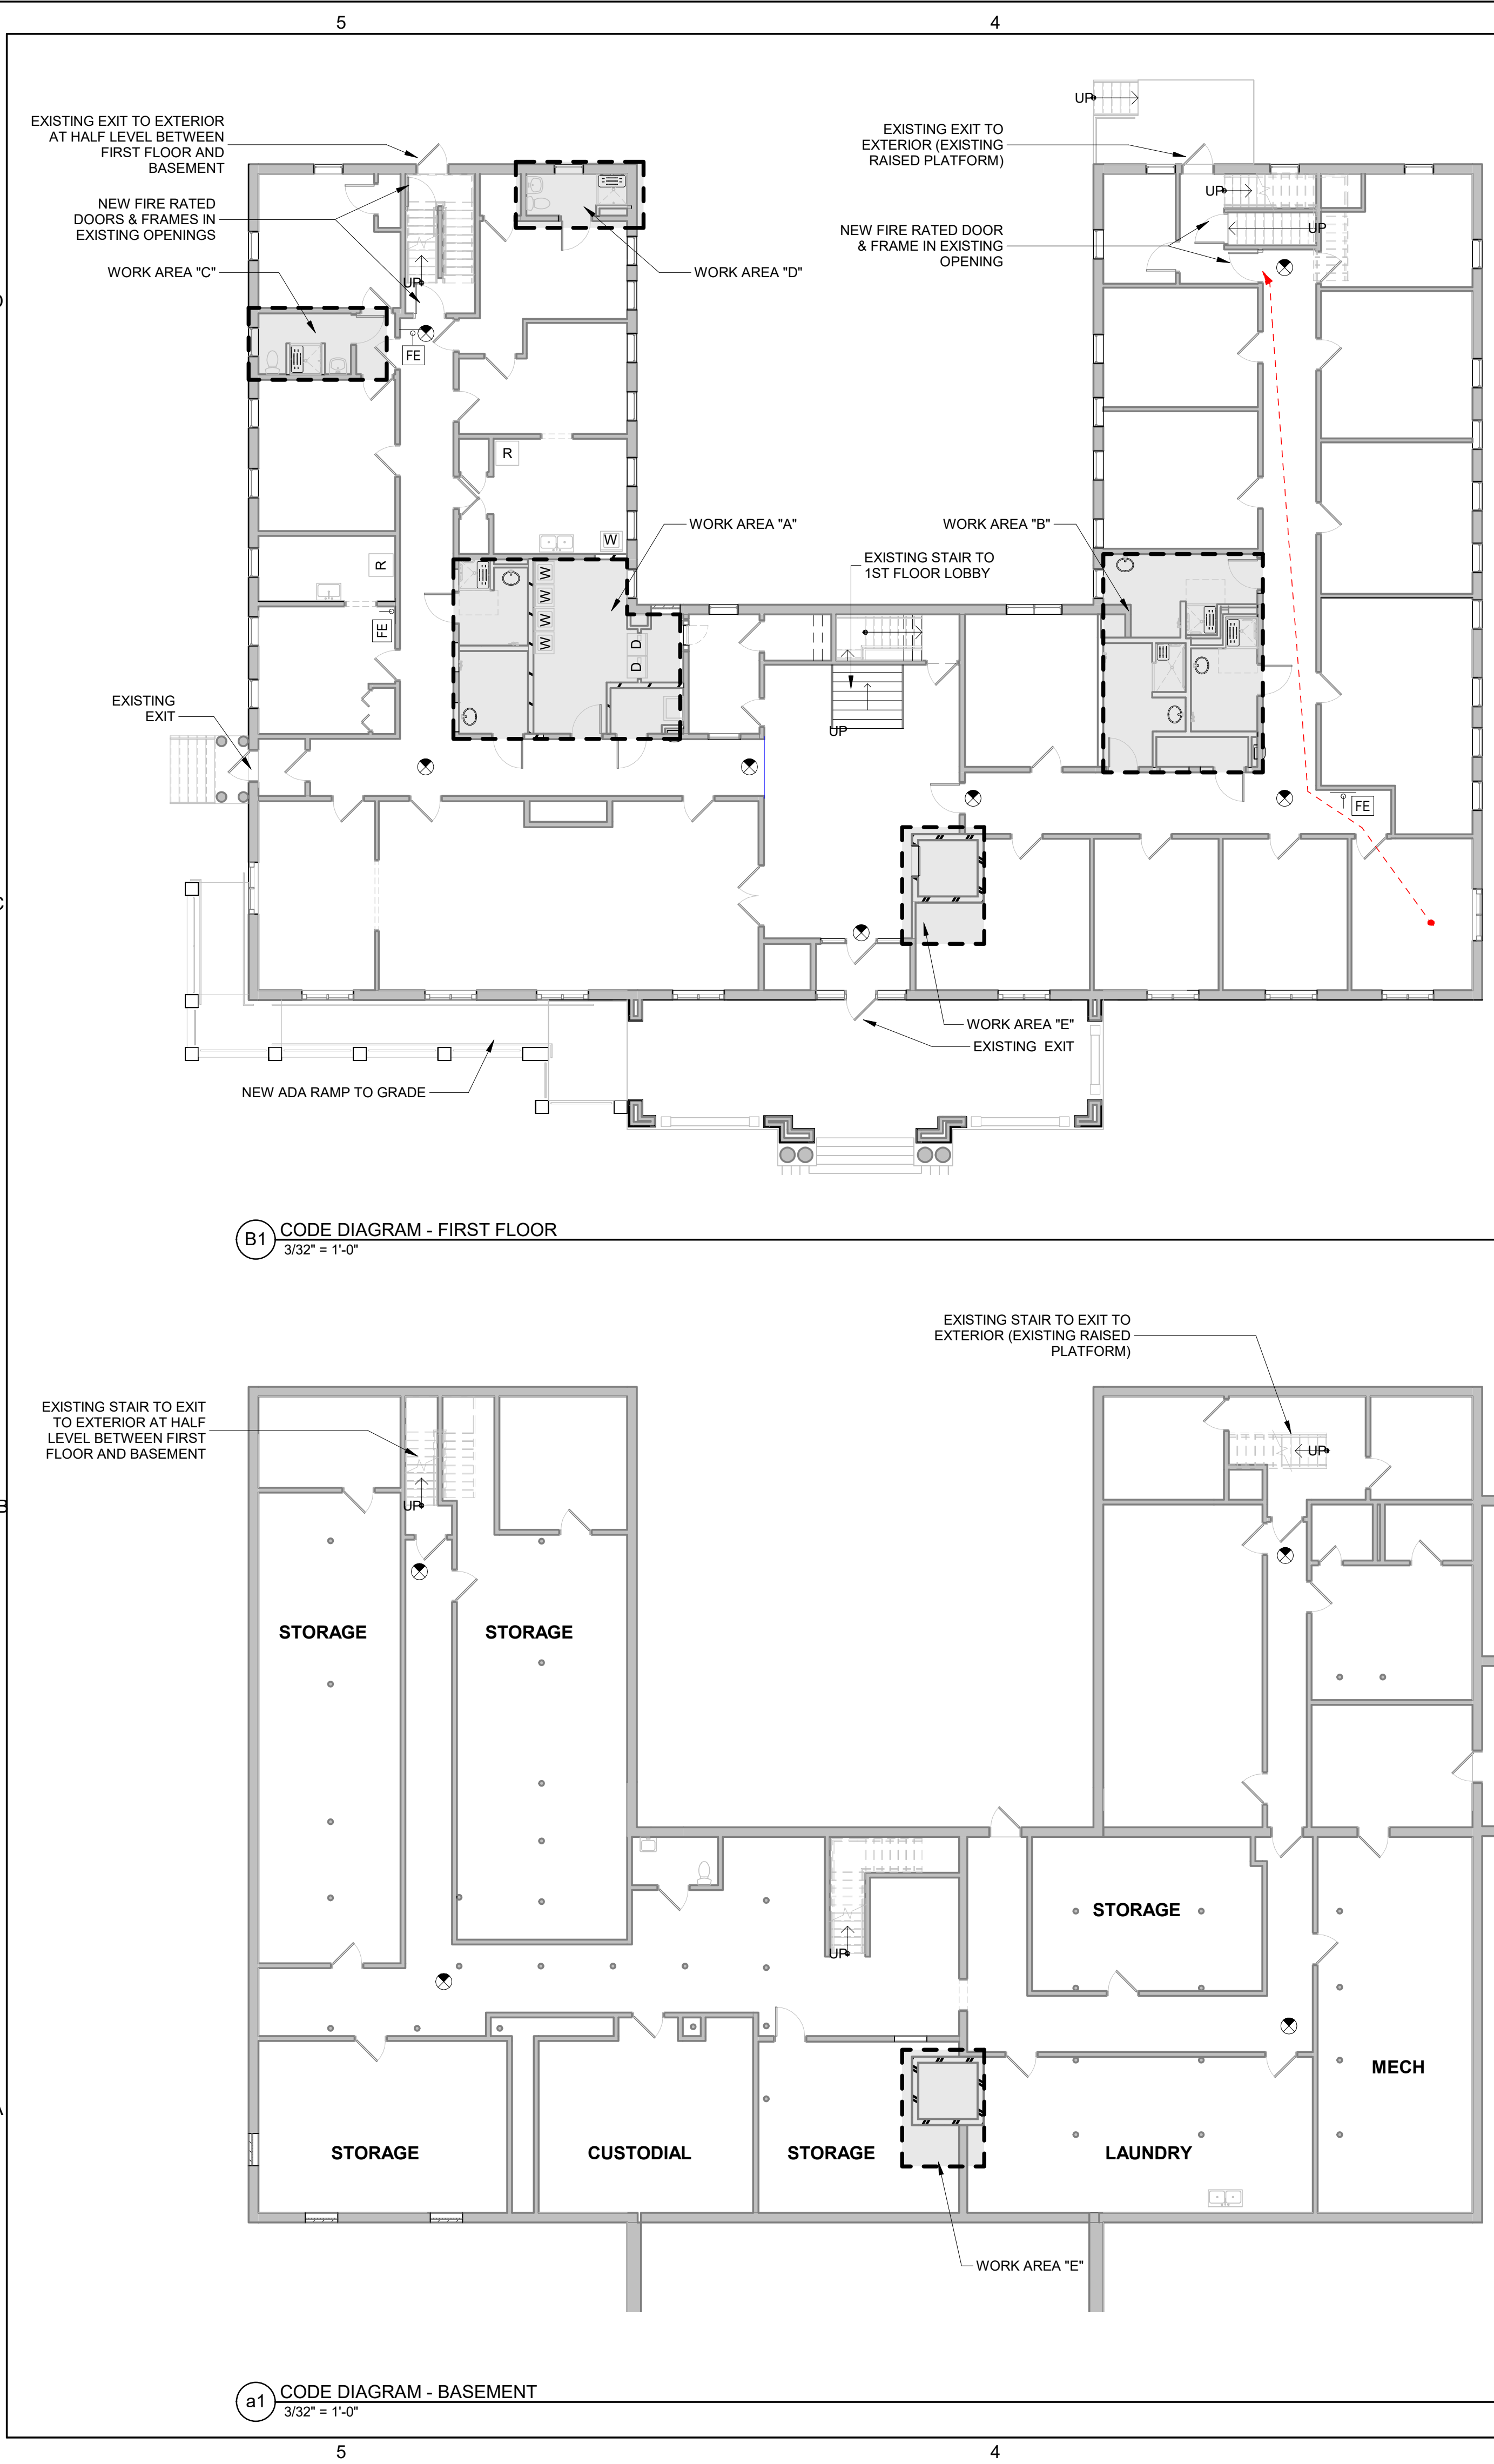 5
4
UP
EXISTING EXIT TO EXTERIOR
AT HALF LEVEL BETWEEN
FIRST FLOOR AND
BASEMENT
EXISTING EXIT TO
EXTERIOR (EXISTING
RAISED PLATFORM)
UP
NEW FIRE RATED
DOORS & FRAMES IN
EXISTING OPENINGS
NEW FIRE RATED DOOR
& FRAME IN EXISTING
OPENING
UP
WORK AREA "C"
UP
WORK AREA "D"
FE
R
WORK AREA "A"
WORK AREA "B"
W
EXISTING STAIR TO
1ST FLOOR LOBBY
R
W
W
W
W
FE
D
D
EXISTING
EXIT
UP
FE
C
WORK AREA "E"
EXISTING EXIT
NEW ADA RAMP TO GRADE
B1
CODE DIAGRAM - FIRST FLOOR
3/32" = 1'-0"
EXISTING STAIR TO EXIT TO
EXTERIOR (EXISTING RAISED
PLATFORM)
EXISTING STAIR TO EXIT
TO EXTERIOR AT HALF
LEVEL BETWEEN FIRST
FLOOR AND BASEMENT
UP
UP
B
STORAGE
STORAGE
STORAGE
UP
MECH
A
STORAGE
CUSTODIAL
STORAGE
LAUNDRY
WORK AREA "E"
a1
CODE DIAGRAM - BASEMENT
3/32" = 1'-0"
5
4